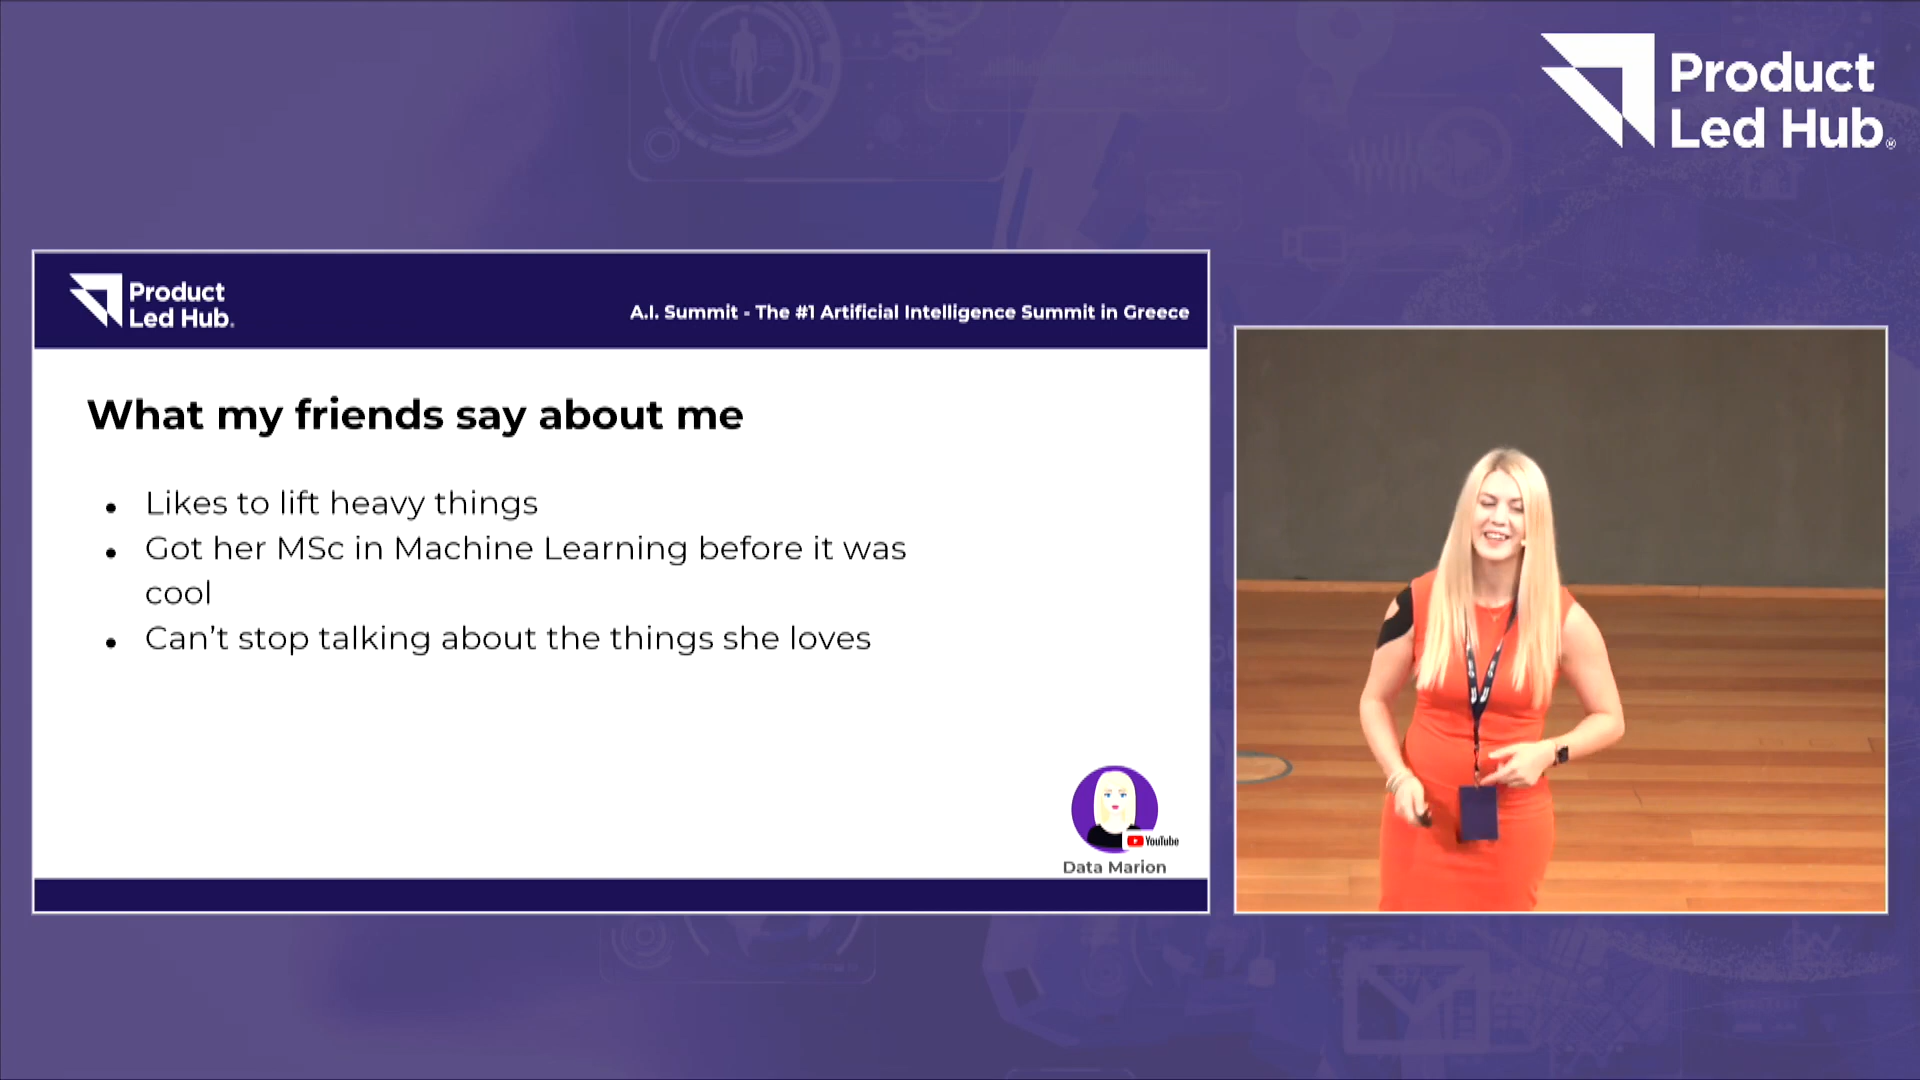 Product
Led Hub
Product
Led Hub
A.I. Summit - The #1 Artificial Intelligence Summit in Greece
What my friends say about me
• Likes to lift heavy things
• Got her MSc in Machine Learning before it was
cool
• Can't stop talking about the things she loves
YouTube
Data Marion